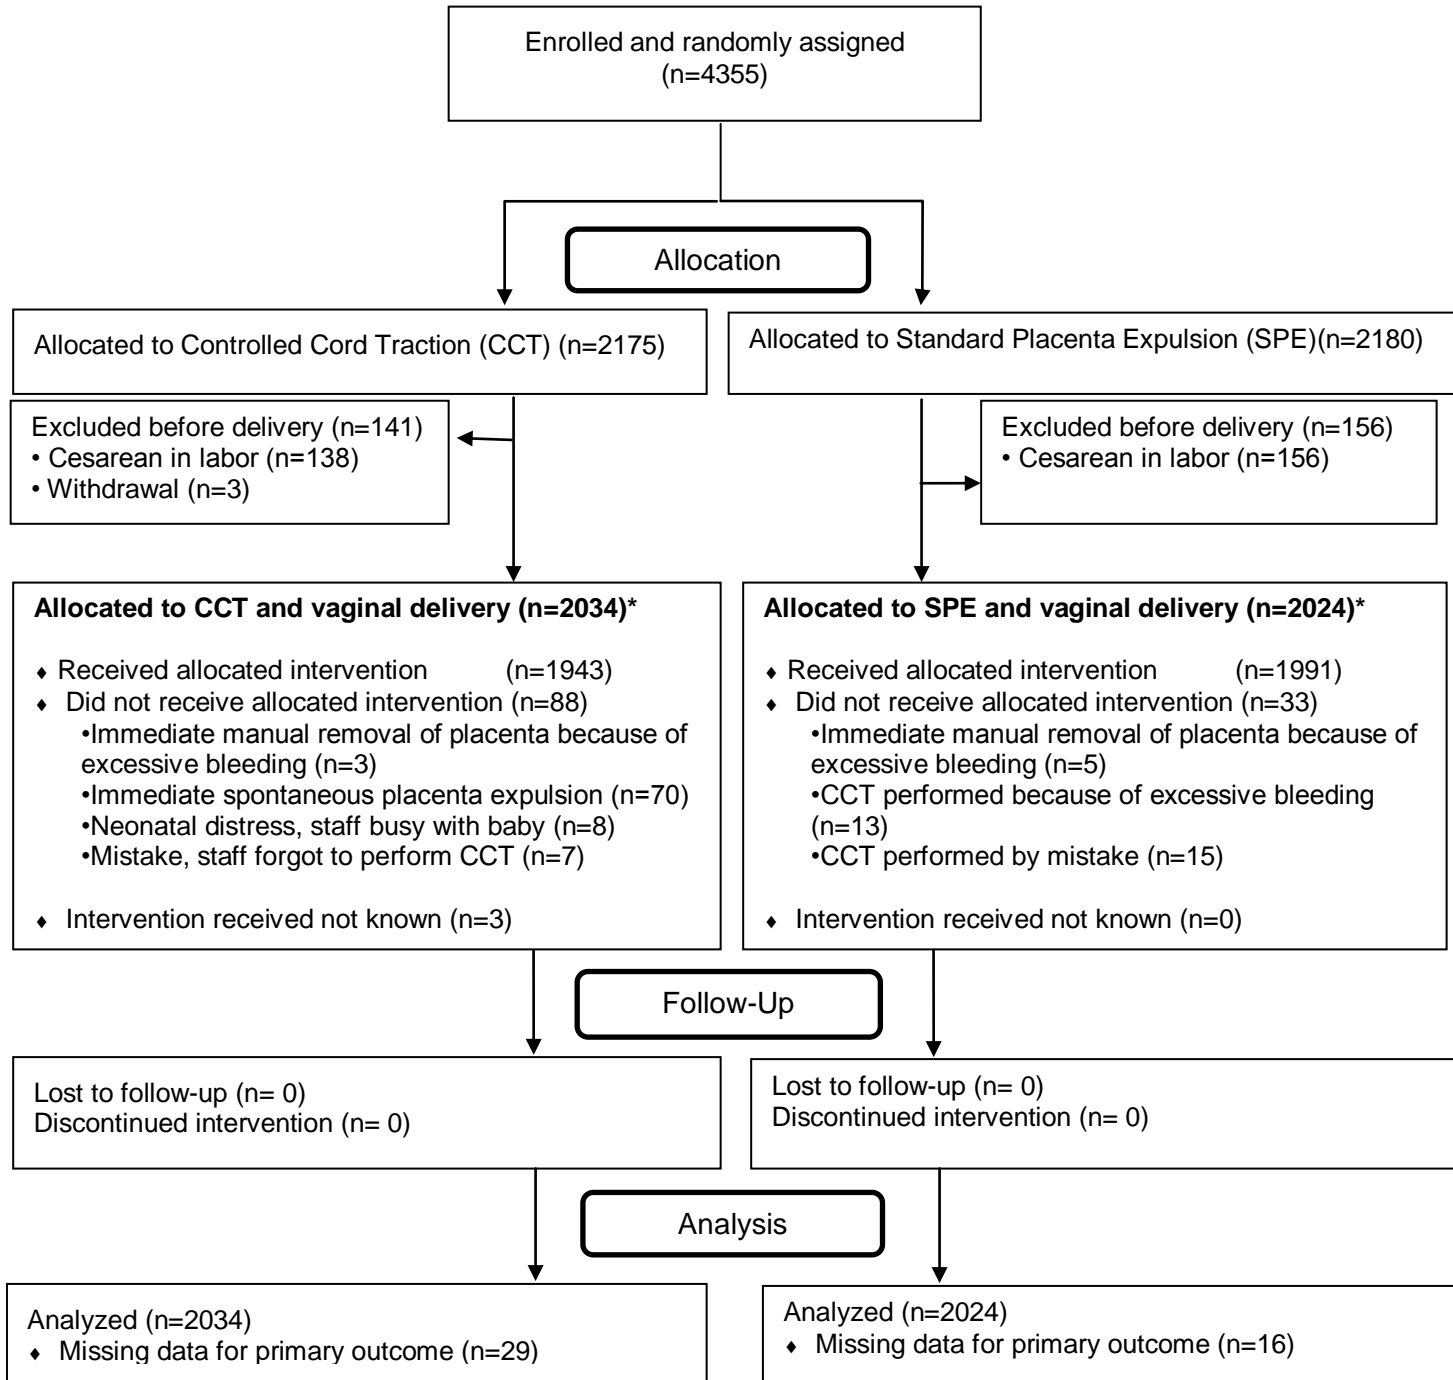 Enrolled and randomly assigned
(n=4355)
Allocation
Allocated to Controlled Cord Traction (CCT) (n=2175)
Allocated to Standard Placenta Expulsion (SPE)(n=2180)
Excluded before delivery (n=141)
• Cesarean in labor (n=138)
• Withdrawal (n=3)
Excluded before delivery (n=156)
• Cesarean in labor (n=156)
Allocated to CCT and vaginal delivery (n=2034)*
♦ Received allocated intervention (n=1943)
♦ Did not receive allocated intervention (n=88)
•Immediate manual removal of placenta because of
excessive bleeding (n=3)
•Immediate spontaneous placenta expulsion (n=70)
•Neonatal distress, staff busy with baby (n=8)
•Mistake, staff forgot to perform CCT (n=7)
♦ Intervention received not known (n=3)
Allocated to SPE and vaginal delivery (n=2024)*
♦ Received allocated intervention (n=1991)
♦ Did not receive allocated intervention (n=33)
•Immediate manual removal of placenta because of
excessive bleeding (n=5)
•CCT performed because of excessive bleeding
(n=13)
•CCT performed by mistake (n=15)
♦ Intervention received not known (n=0)
Follow-Up
Lost to follow-up (n= 0)
Discontinued intervention (n= 0)
Lost to follow-up (n= 0)
Discontinued intervention (n= 0)
Analysis
Analyzed (n=2034)
♦ Missing data for primary outcome (n=29)
Analyzed (n=2024)
♦ Missing data for primary outcome (n=16)